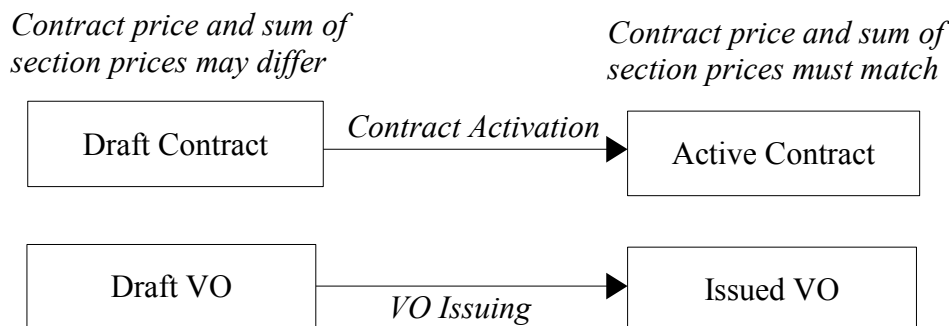 Contract price and sum of
section prices may differ
Contract price and sum of
section prices must match
Draft Contract
Contract Activation
Active Contract
Draft VO
VO Issuing
Issued VO